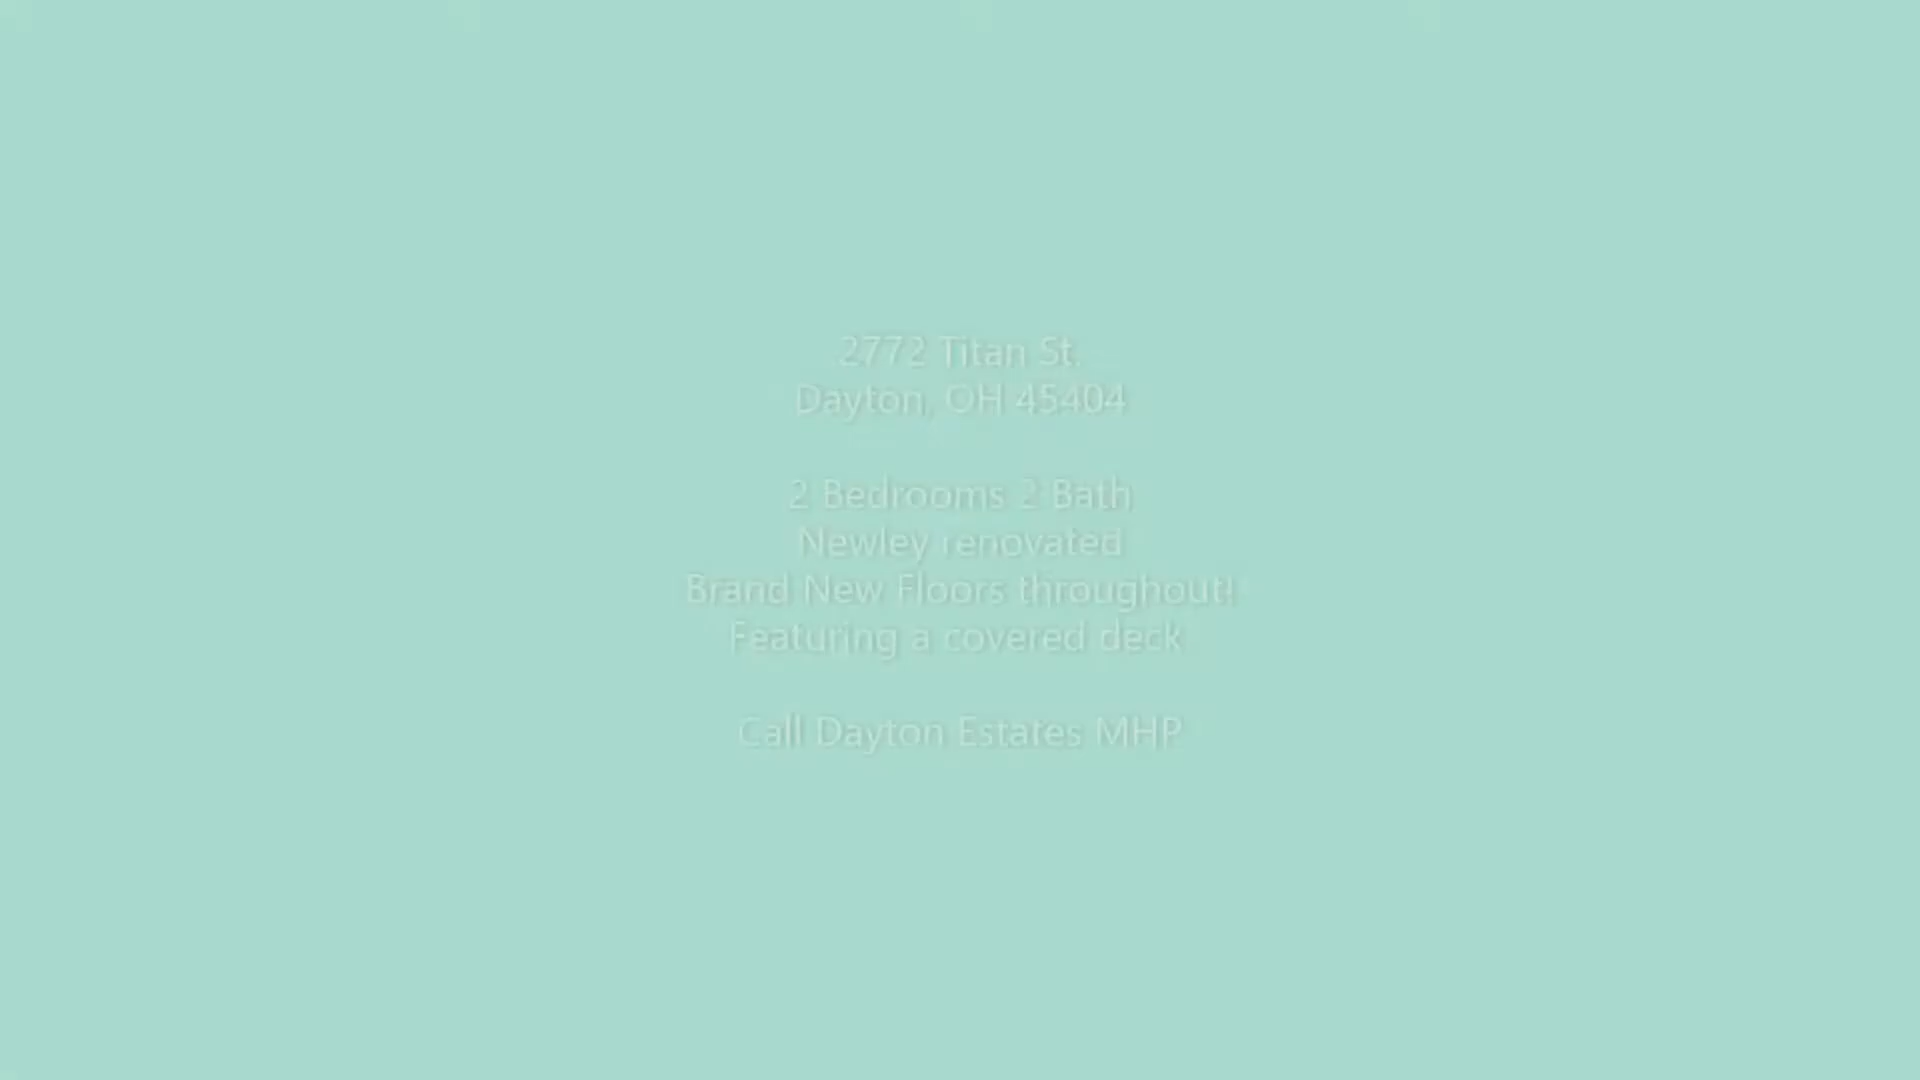 2772 Titan St.
Dayton, OH 45404
2 Bedrooms 2 Bath
Newley renovated
Brand New Floors throughout!
Featuring a covered deck
Call Dayton Estates MHP